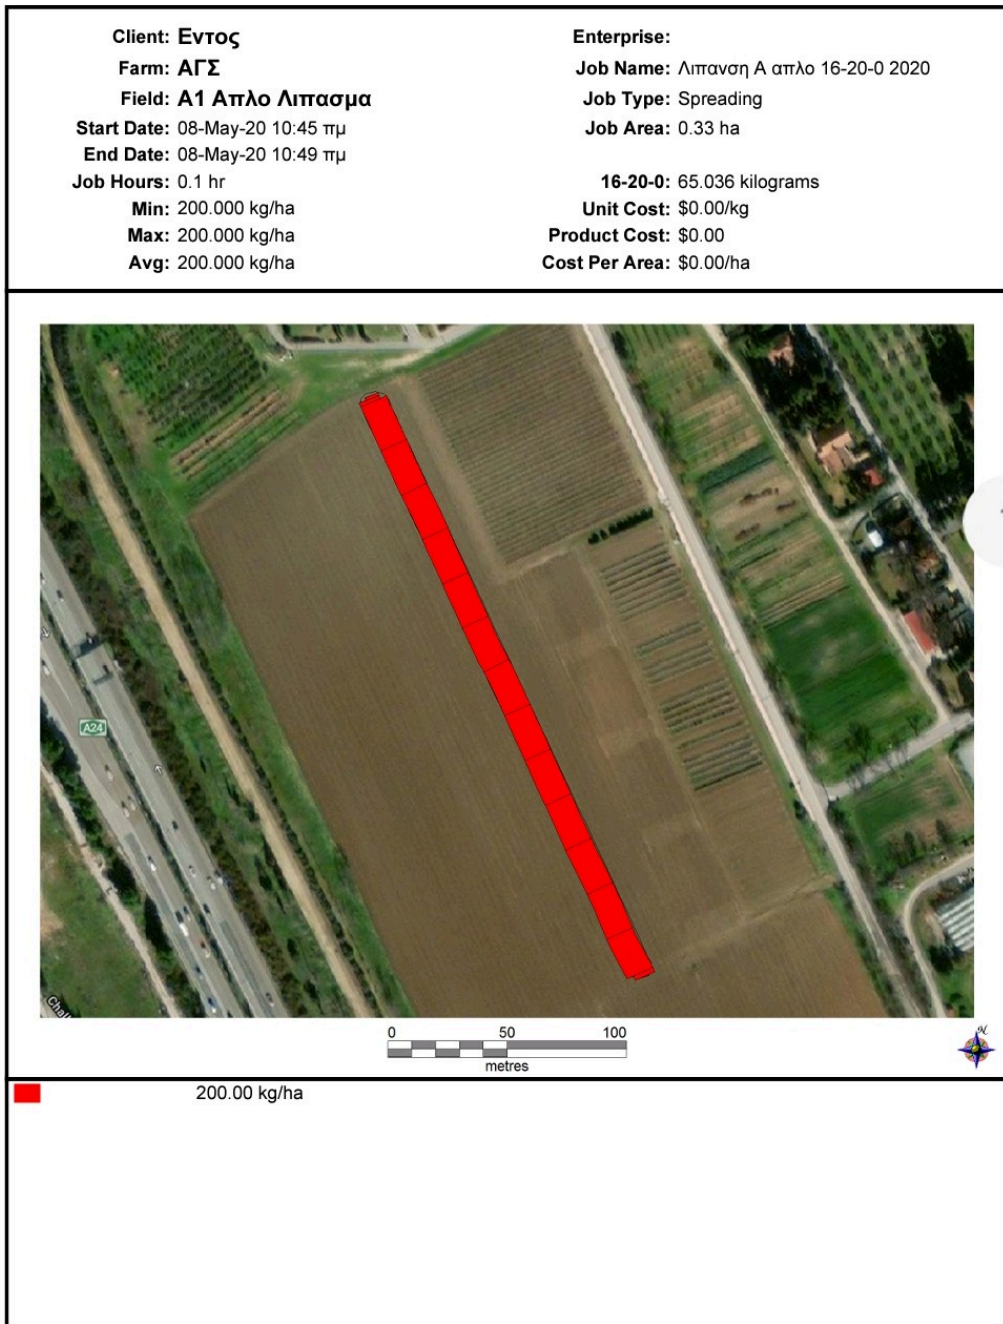 Client: Εντος
Farm: ΑΓΣ
Field: Α1 Απλο Λιπασμα
Start Date: 08-May-20 10:45 πμ
End Date: 08-May-20 10:49 πμ
Job Hours: 0.1 hr
Min: 200.000 kg/ha
Max: 200.000 kg/ha
Avg: 200.000 kg/ha
Enterprise:
Job Name: Λιπανση Α απλο 16-20-0 2020
Job Type: Spreading
Job Area: 0.33 ha
16-20-0: 65.036 kilograms
Unit Cost: $0.00/kg
Product Cost: $0.00
Cost Per Area: $0.00/ha
A24
0 50 100
metres
N
200.00 kg/ha